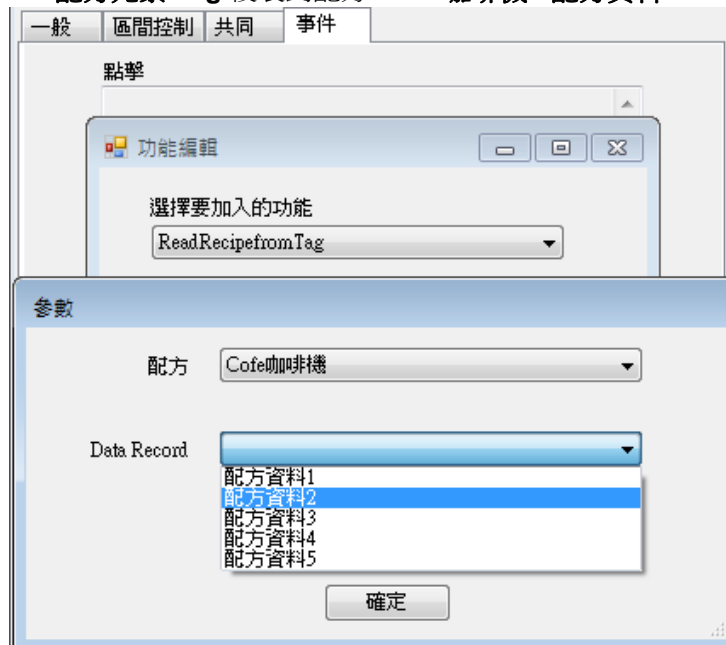 一般 區間控制 共同 事件
點擊
功能編輯
選擇要加入的功能
ReadRecipefromTag
參數
配方 Cofe咖啡機
Data Record
配方資料1
配方資料2
配方資料3
配方資料4
配方資料5
確定